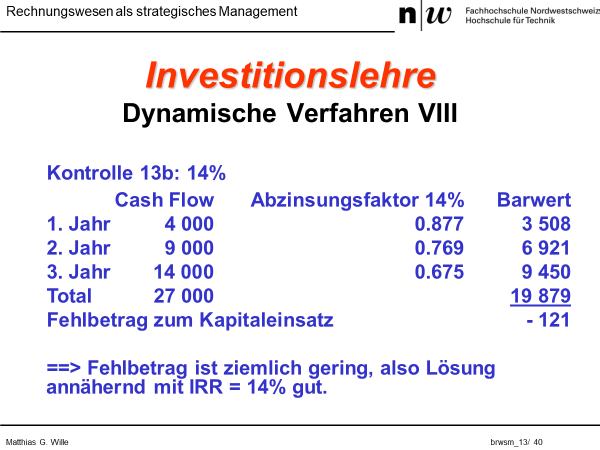 Rechnungswesen als strategisches Management
n|w
Fachhochschule Nordwestschweiz
Hochschule für Technik
Investitionslehre
Dynamische Verfahren VIII
Kontrolle 13b: 14%
Cash Flow Abzinsungsfaktor 14% Barwert
1. Jahr 4 000 0.877 3 508
2. Jahr 9 000 0.769 6 921
3. Jahr 14 000 0.675 9 450
Total 27 000 19 879
Fehlbetrag zum Kapitaleinsatz - 121
==> Fehlbetrag ist ziemlich gering, also Lösung
annähernd mit IRR = 14% gut.
Matthias G. Wille brwsm_13/ 40